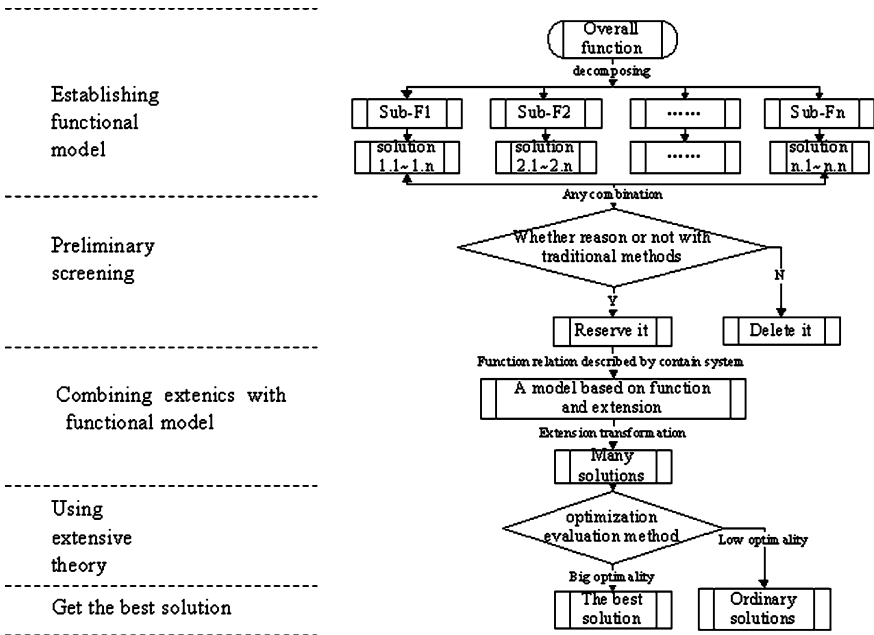 Overall
function
decomposing
Establishing
functional
model
Sub-F1
Sub-F2
······
Sub-Fn
solution
1.1~1.n
solution
2.1~2.n
······
solution
n.1~n.n
Any combination
Preliminary
screening
Whether reason or not with
traditional methods
N
Y
Reserve it
Delete it
Function relation described by contain system
Combining extenics with
functional model
A model based on function
and extension
Extension transformation
Many
solutions
Using
extensive
theory
optimization
evaluation method
Low optimality
Big optimality
Get the best solution
The best
solution
Ordinary
solutions